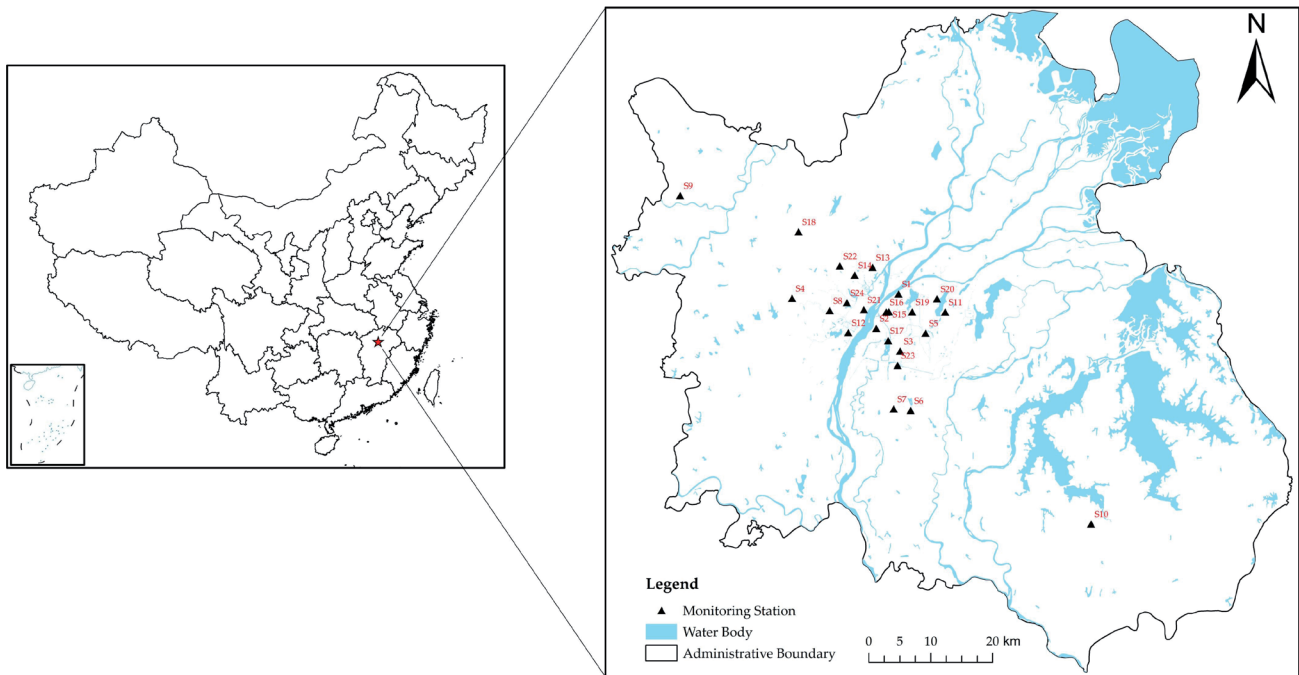 N
S9
S18
S22
S13
S14
S4
S1
S24
S20
S8
S21
S16
S19
S11
S15
S2
S12
S17
S5
S3
S23
S7
S6
S10
Legend
Monitoring Station
Water Body
Administrative Boundary
0 5 10 20 km